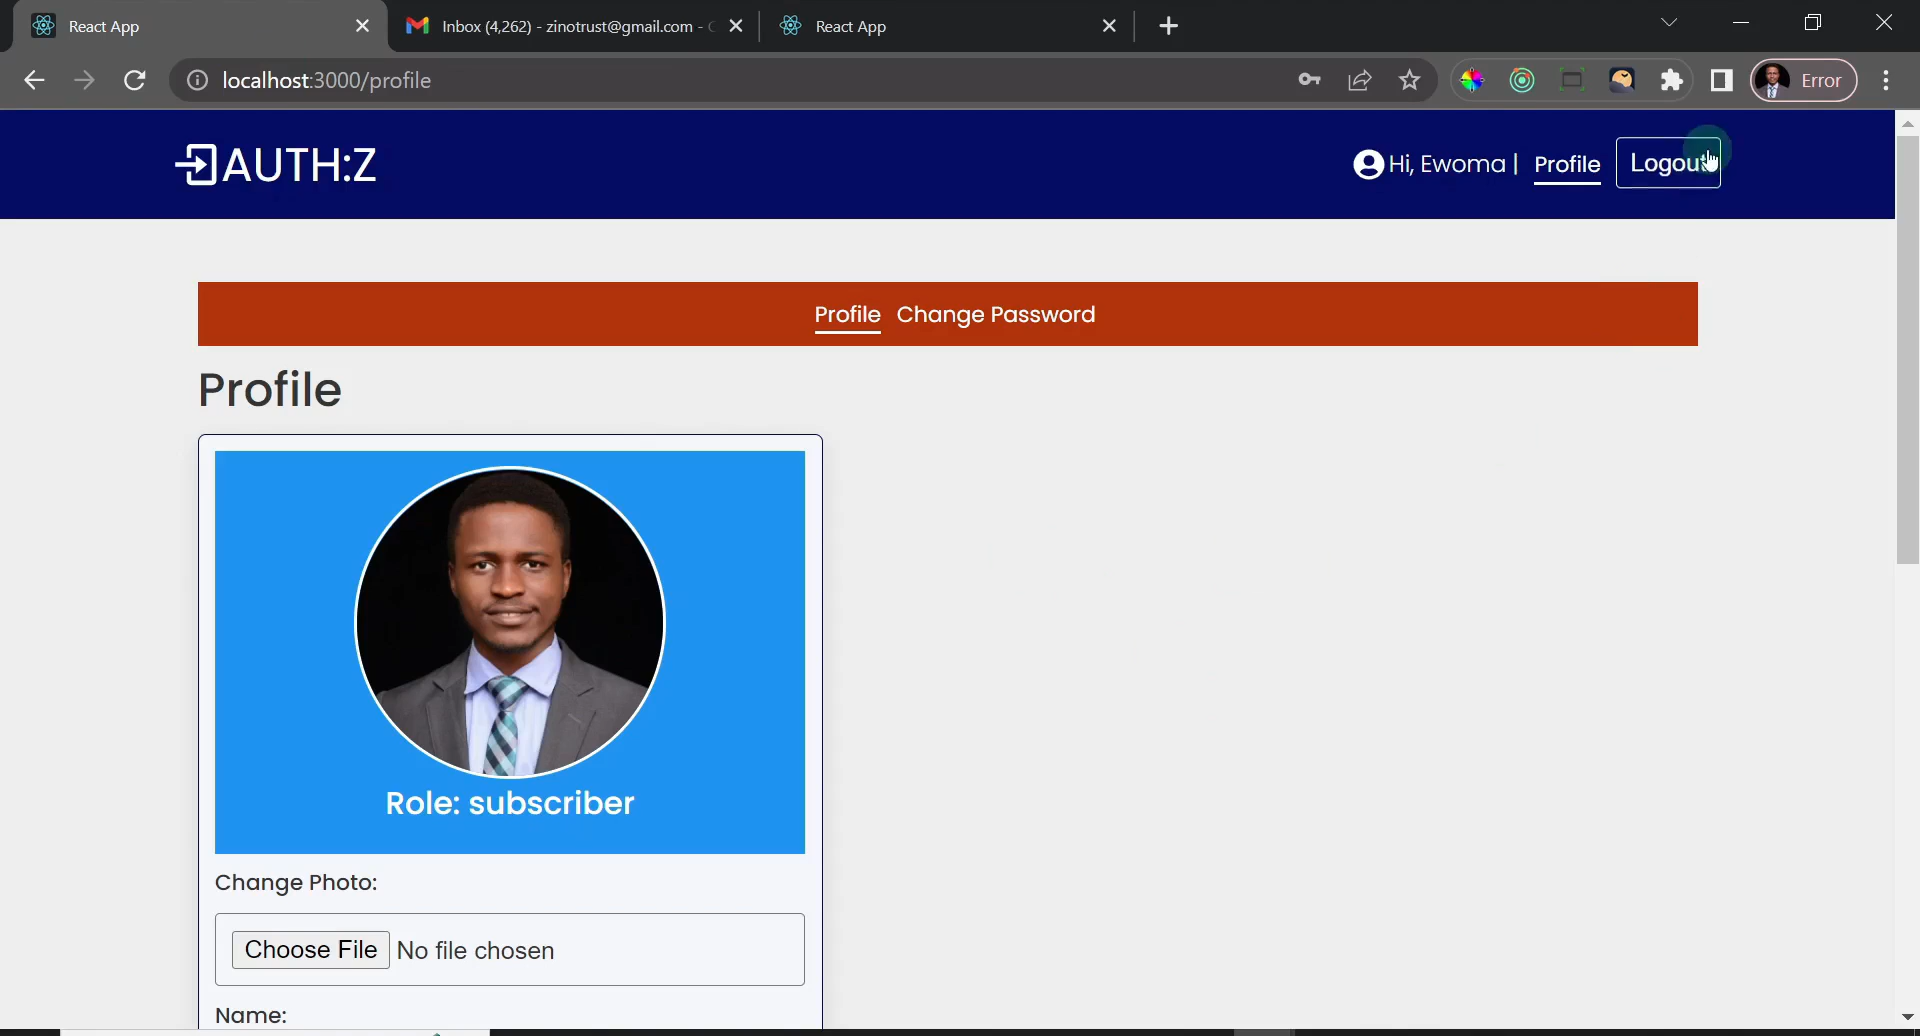 React App
Inbox (4,262) - zinotrust@gmail.com -
React App
localhost:3000/profile
Error
AUTH:Z
Hi, Ewoma | Profile Logout
Profile Change Password
Profile
Role: subscriber
Change Photo:
Choose File No file chosen
Name: